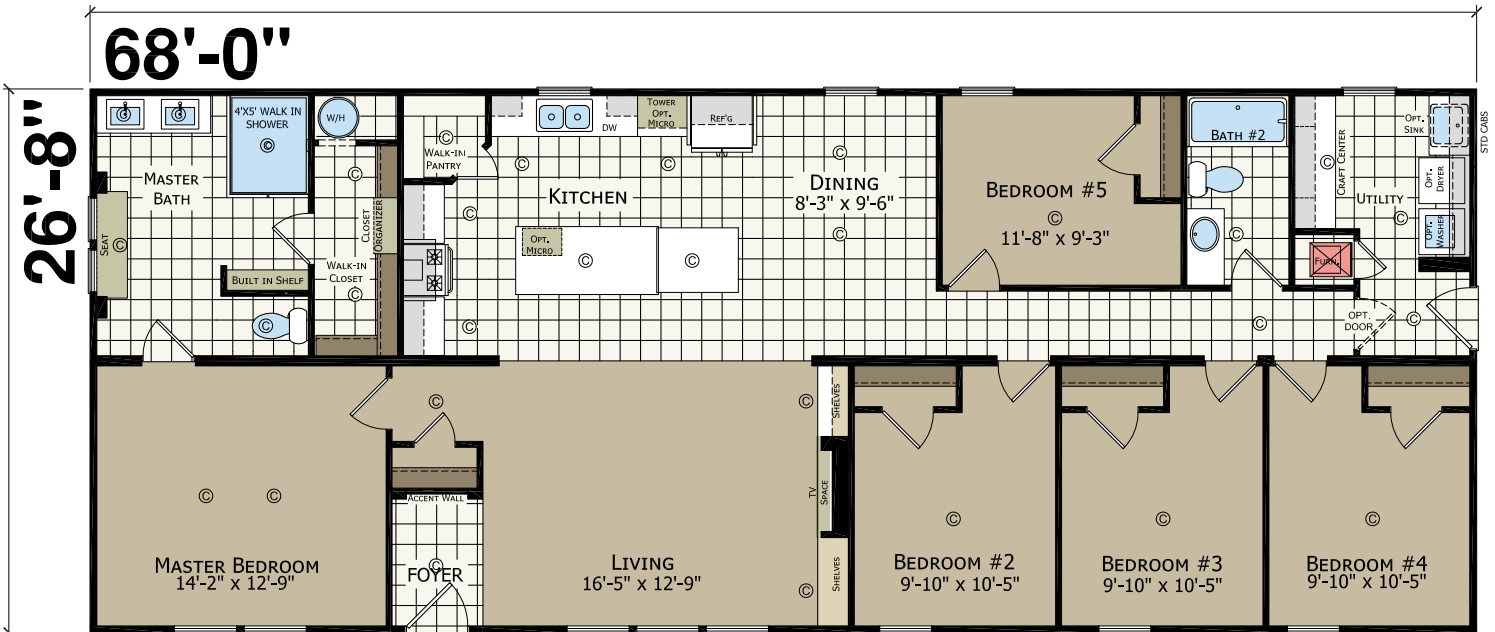 68'-0"
26'-8"
4'X5' WALK IN
SHOWER
W/H
MASTER
BATH
SEAT
BUILT IN SHELF
CLOSET
ORGANIZER
WALK-IN
CLOSET
WALK-IN
PANTRY
DW
TOWER
OPT.
MICRO
REF'G
KITCHEN
OPT.
MICRO
DINING
8'-3" x 9'-6"
BEDROOM #5
11'-8" x 9'-3"
BATH #2
CRAFT CENTER
UTILITY
OPT.
SINK
STD CABS
OPT.
DRYER
OPT.
WASHER
FURN.
OPT.
DOOR
MASTER BEDROOM
14'-2" x 12'-9"
ACCENT WALL
FOYER
LIVING
16'-5" x 12'-9"
SHELVES
TV
SPACE
SHELVES
BEDROOM #2
9'-10" x 10'-5"
BEDROOM #3
9'-10" x 10'-5"
BEDROOM #4
9'-10" x 10'-5"